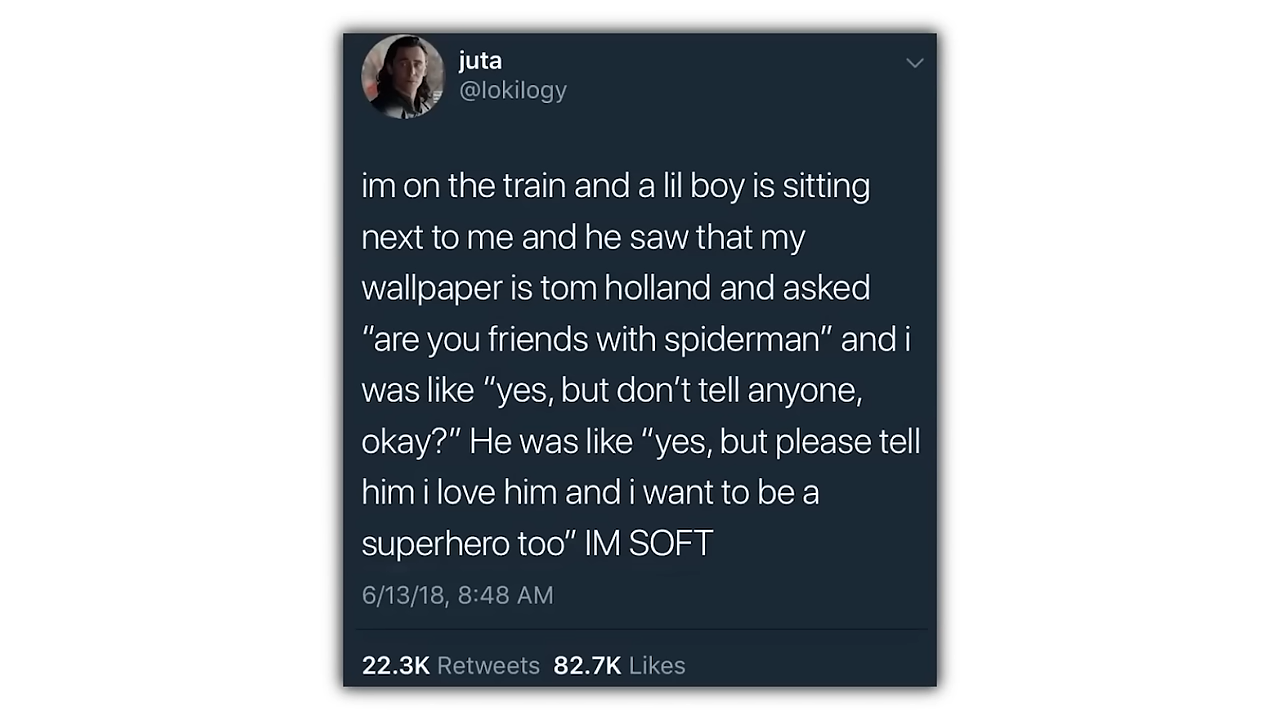 juta
@lokilogy
im on the train and a lil boy is sitting
next to me and he saw that my
wallpaper is tom holland and asked
“are you friends with spiderman” and i
was like “yes, but don’t tell anyone,
okay?” He was like “yes, but please tell
him i love him and i want to be a
superhero too” IM SOFT
6/13/18, 8:48 AM
22.3K Retweets 82.7K Likes